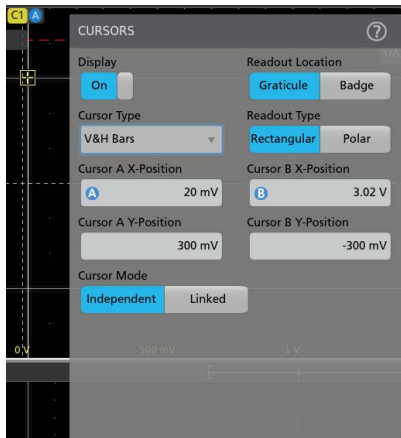 C1 A
CURSORS
?
Display
Readout Location
On
Graticule
Badge
Cursor Type
Readout Type
V&H Bars
Rectangular
Polar
Cursor A X-Position
Cursor B X-Position
A
20 mV
B
3.02 V
Cursor A Y-Position
Cursor B Y-Position
300 mV
-300 mV
Cursor Mode
Independent
Linked
0 V
500 mV
1 V